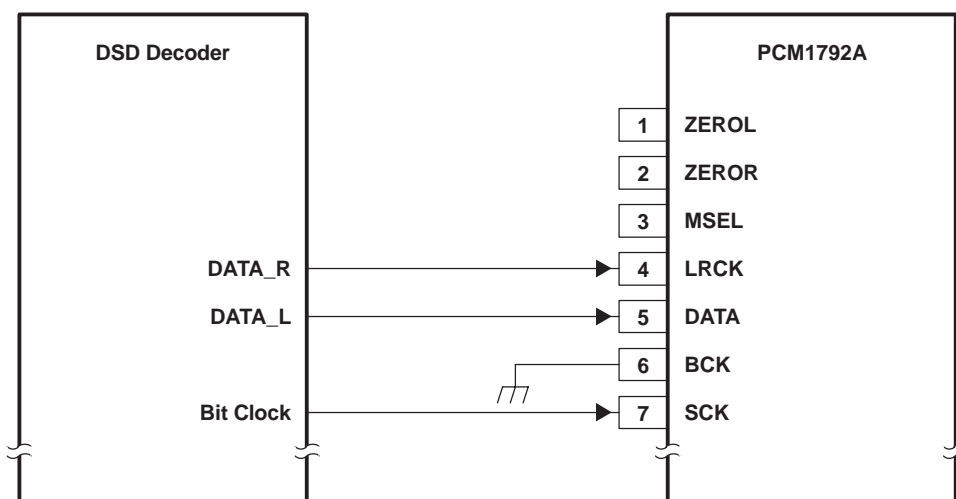 DSD Decoder
PCM1792A
1 ZEROL
2 ZEROR
3 MSEL
DATA_R 4 LRCK
DATA_L 5 DATA
6 BCK
Bit Clock 7 SCK